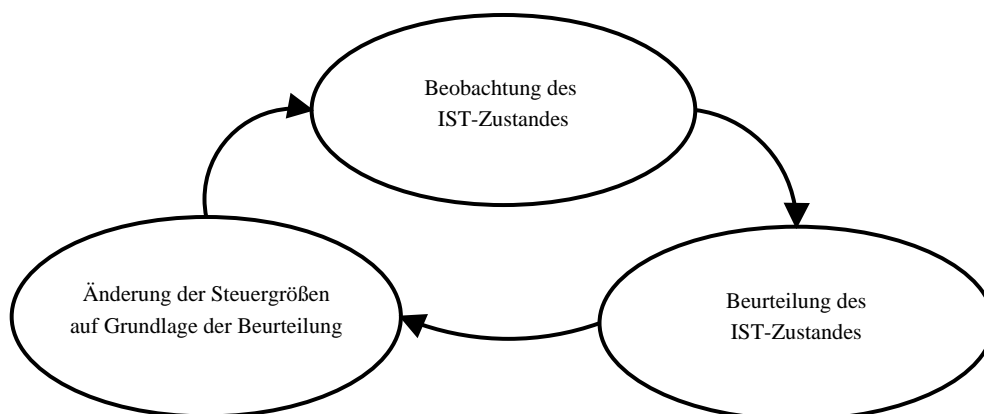 Beobachtung des
IST-Zustandes
Änderung der Steuergrößen
auf Grundlage der Beurteilung
Beurteilung des
IST-Zustandes